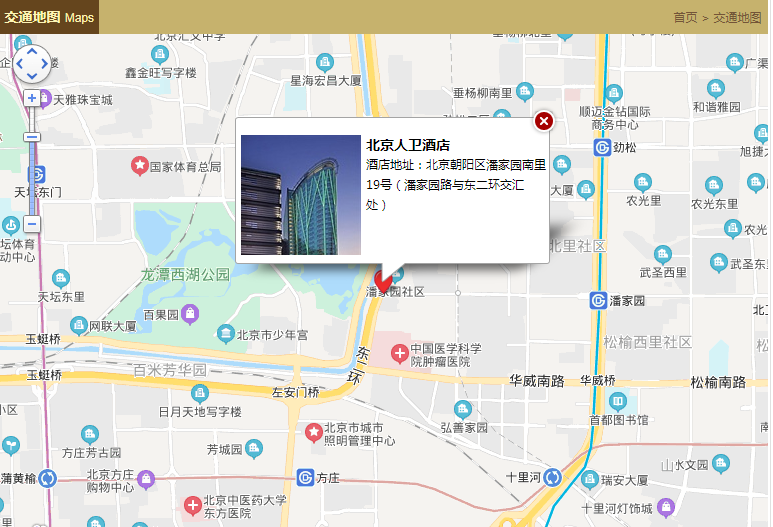 交通地图 Maps
首页 > 交通地图
北京汇文中学
鑫金旺写字楼
星海宏昌大厦
垂杨柳北里
垂杨柳南里
广渠
和谐雅园
天雅珠宝城
顺迈金钻国际
商务中心
劲松
旭捷大
国家体育总局
天坛东门
北京人卫酒店
酒店地址：北京朝阳区潘家园南里
19号（潘家园路与东二环交汇
处）
大厦
农光里
农光东里
农光
坛体育
动中心
北里社区
武圣西里
武圣东里
龙潭西湖公园
天坛东里
潘家园社区
潘家园
百果园
网联大厦
北京市少年宫
北工
玉蜓桥
松榆西里社区
松
中国医学科学
院肿瘤医院
东二环
百米芳华园
玉蜓桥
华威南路
华威桥
松榆南路
左安门桥
小区
日月天地写字楼
首都图书馆
弘善家园
北京市城市
照明管理中心
方庄芳古园
芳城园
山水文园
蒲黄榆
北京方庄
购物中心
方庄
十里河
瑞安大厦
北京中医药大学
东方医院
十里河灯饰城